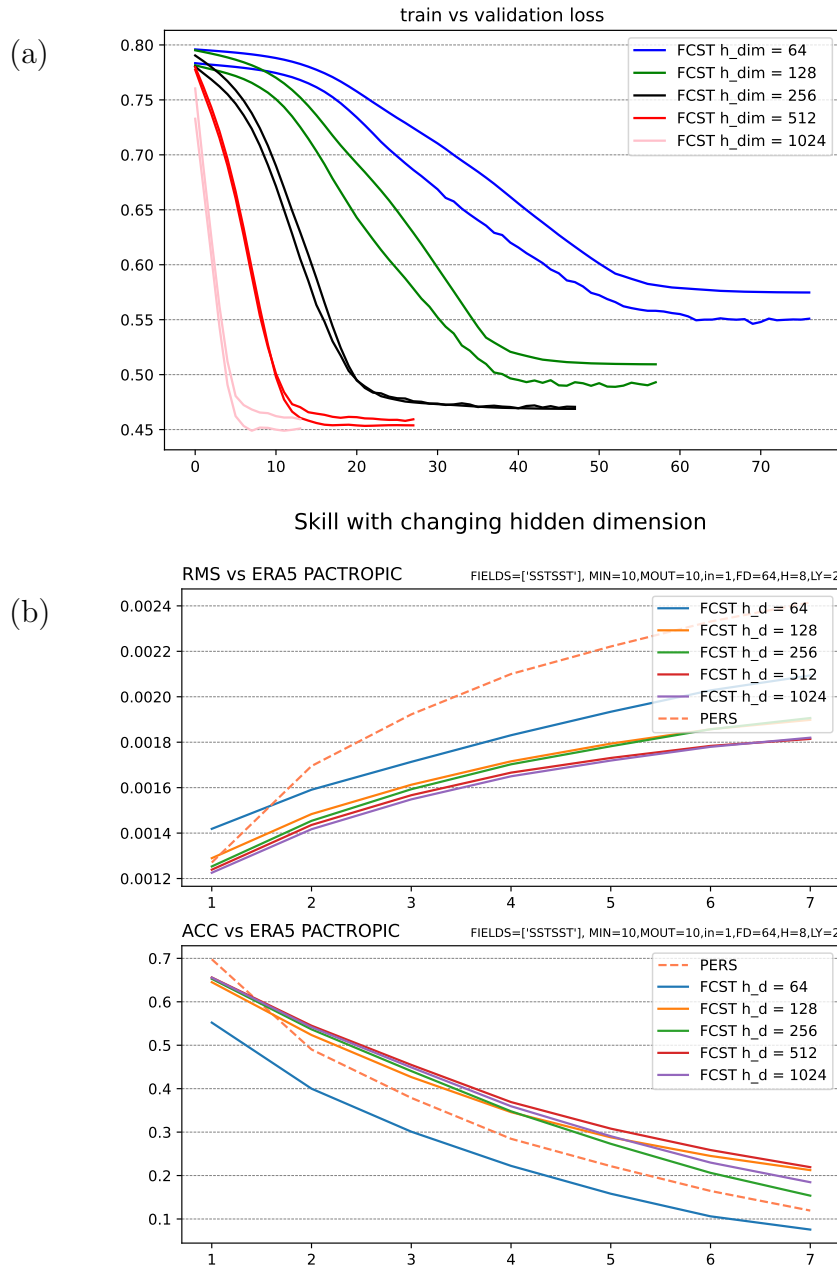 train vs validation loss
(a)
0.80
0.75
0.70
0.65
0.60
0.55
0.50
0.45
FCST h_dim = 64
FCST h_dim = 128
FCST h_dim = 256
FCST h_dim = 512
FCST h_dim = 1024
0 10 20 30 40 50 60 70
Skill with changing hidden dimension
RMS vs ERA5 PACTROPIC FIELDS=['SSTSST'], MIN=10,MOUT=10,in=1,FD=64,H=8,LY=2
(b)
0.0024
0.0022
0.0020
0.0018
0.0016
0.0014
0.0012
FCST h_d = 64
FCST h_d = 128
FCST h_d = 256
FCST h_d = 512
FCST h_d = 1024
PERS
1 2 3 4 5 6 7
ACC vs ERA5 PACTROPIC FIELDS=['SSTSST'], MIN=10,MOUT=10,in=1,FD=64,H=8,LY=2
0.7
0.6
0.5
0.4
0.3
0.2
0.1
PERS
FCST h_d = 64
FCST h_d = 128
FCST h_d = 256
FCST h_d = 512
FCST h_d = 1024
1 2 3 4 5 6 7